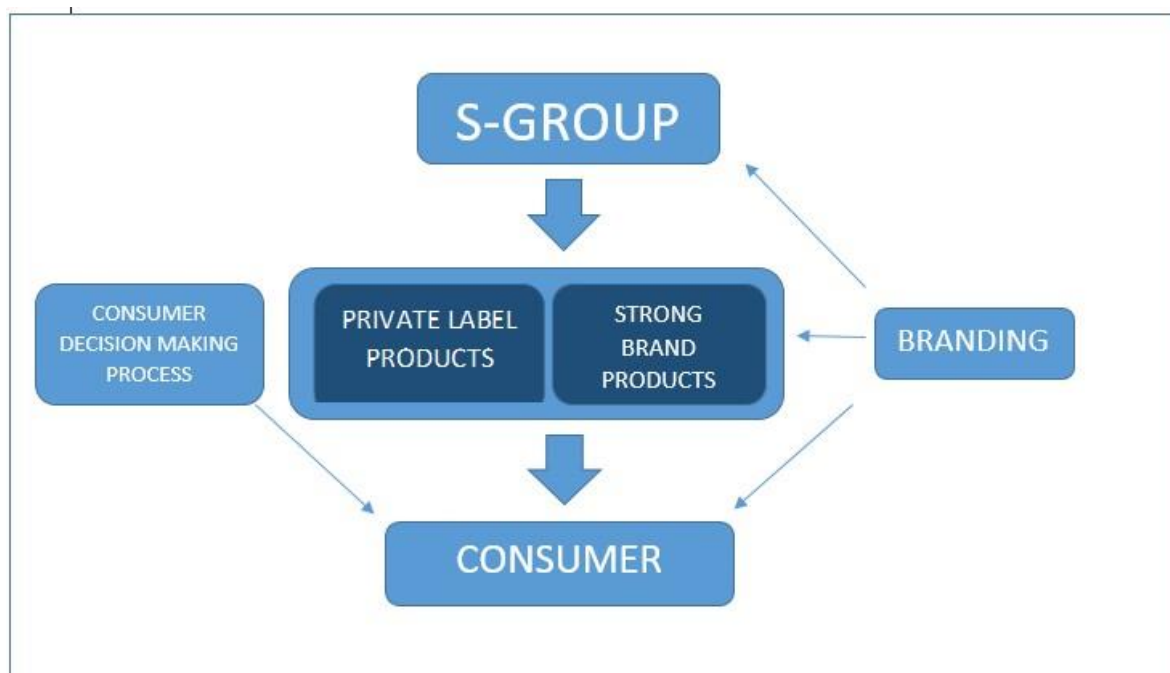 S-GROUP
CONSUMER
DECISION MAKING
PROCESS
PRIVATE LABEL
PRODUCTS
STRONG
BRAND
PRODUCTS
BRANDING
CONSUMER